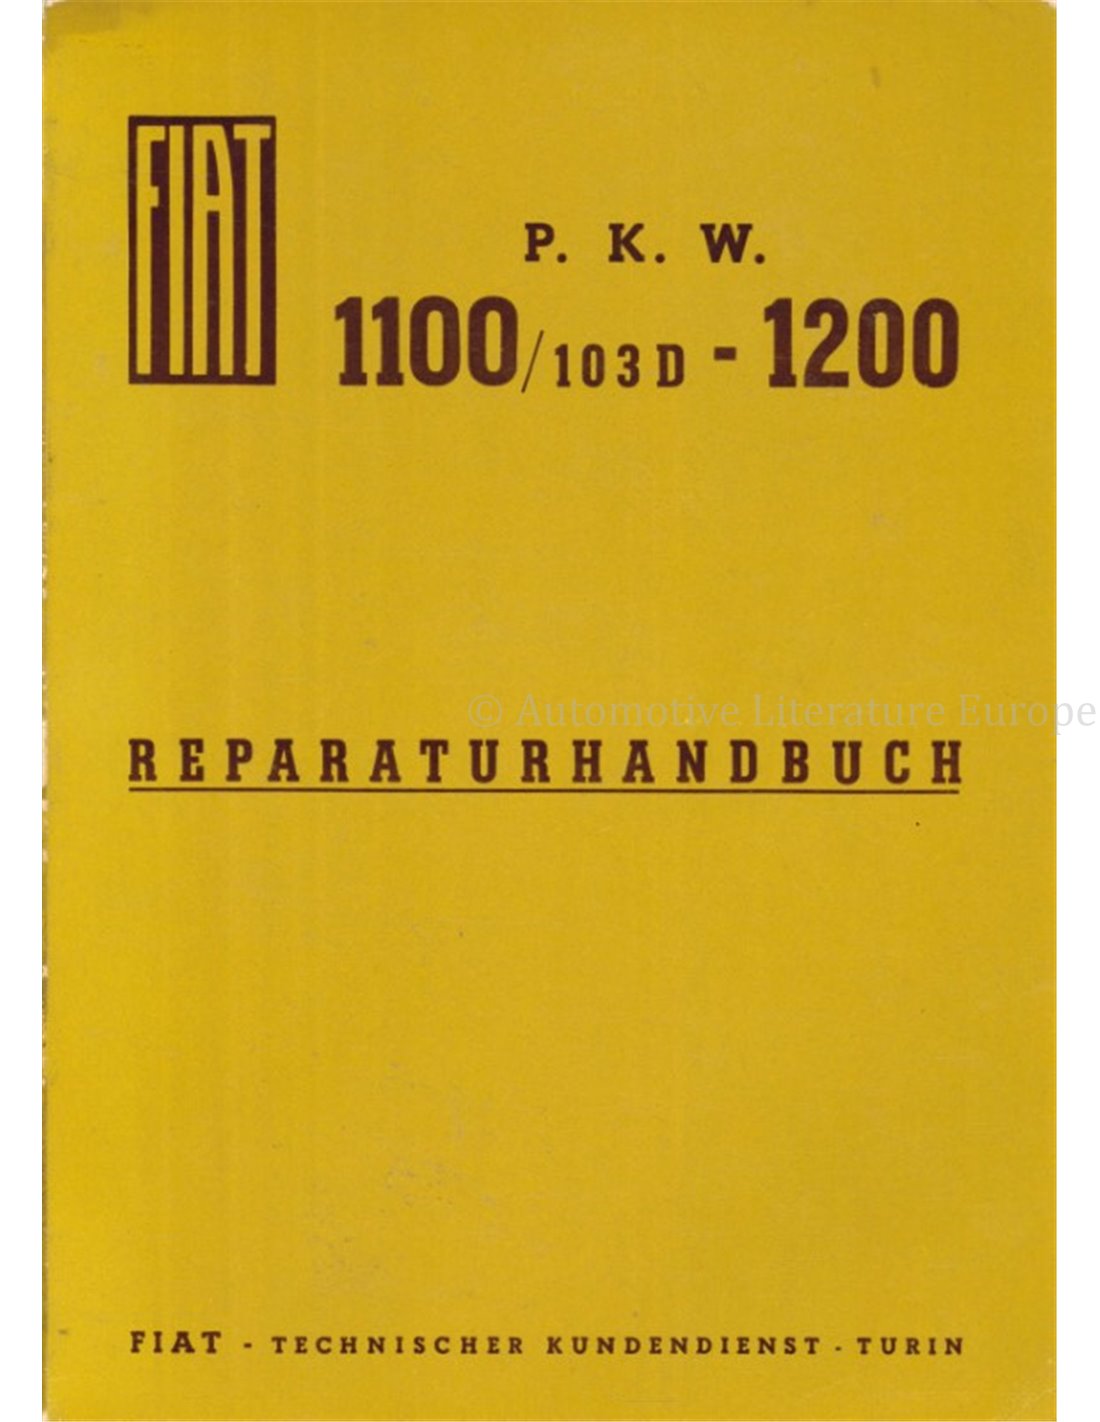 FIAT
P. K. W.
1100/103D - 1200
© Automotive Literature Europe
REPARATURHANDBUCH
FIAT - TECHNISCHER KUNDENDIENST - TURIN